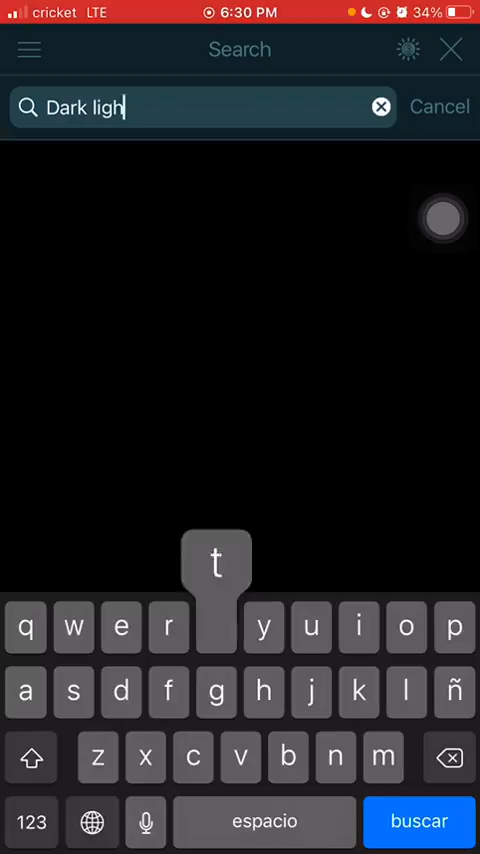 cricket LTE 6:30 PM 34%
Search
Dark ligh Cancel
t
q w e r y u i o p
a s d f g h j k l ñ
z x c v b n m
123 espacio buscar